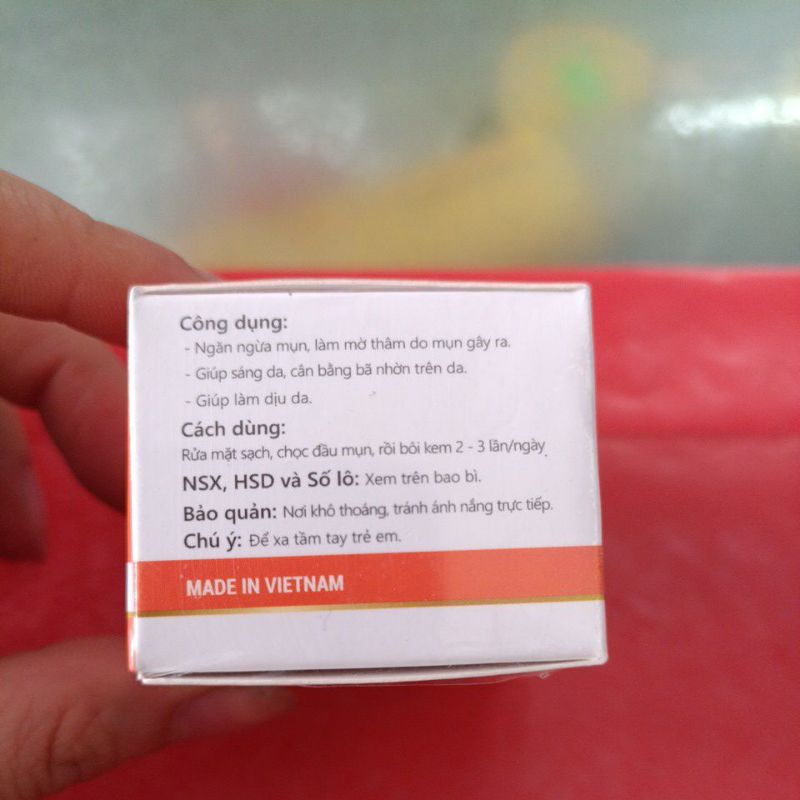 Công dụng:
- Ngăn ngừa mụn, làm mờ thâm do mụn gây ra.
- Giúp sáng da, cân bằng bã nhờn trên da.
- Giúp làm dịu da.
Cách dùng:
Rửa mặt sạch, chọc đầu mụn, rồi bôi kem 2 - 3 lần/ngày.
NSX, HSD và Số lô: Xem trên bao bì.
Bảo quản: Nơi khô thoáng, tránh ánh nắng trực tiếp.
Chú ý: Để xa tầm tay trẻ em.
MADE IN VIETNAM